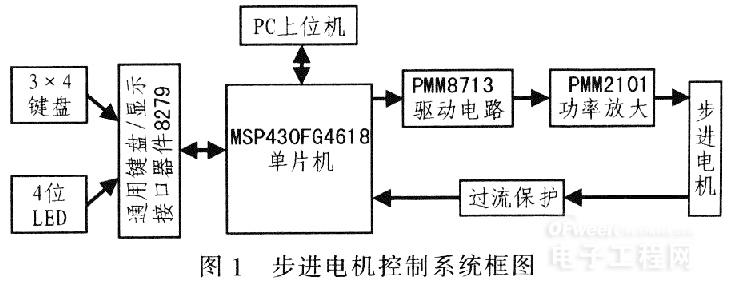 PC上位机
3×4
键盘
4位
LED
通用键盘/显示
接口器件8279
MSP430FG4618
单片机
PMM8713
驱动电路
PMM2101
功率放大
步进电机
过流保护
OFweek
电子工程网
图1 步进电机控制系统框图